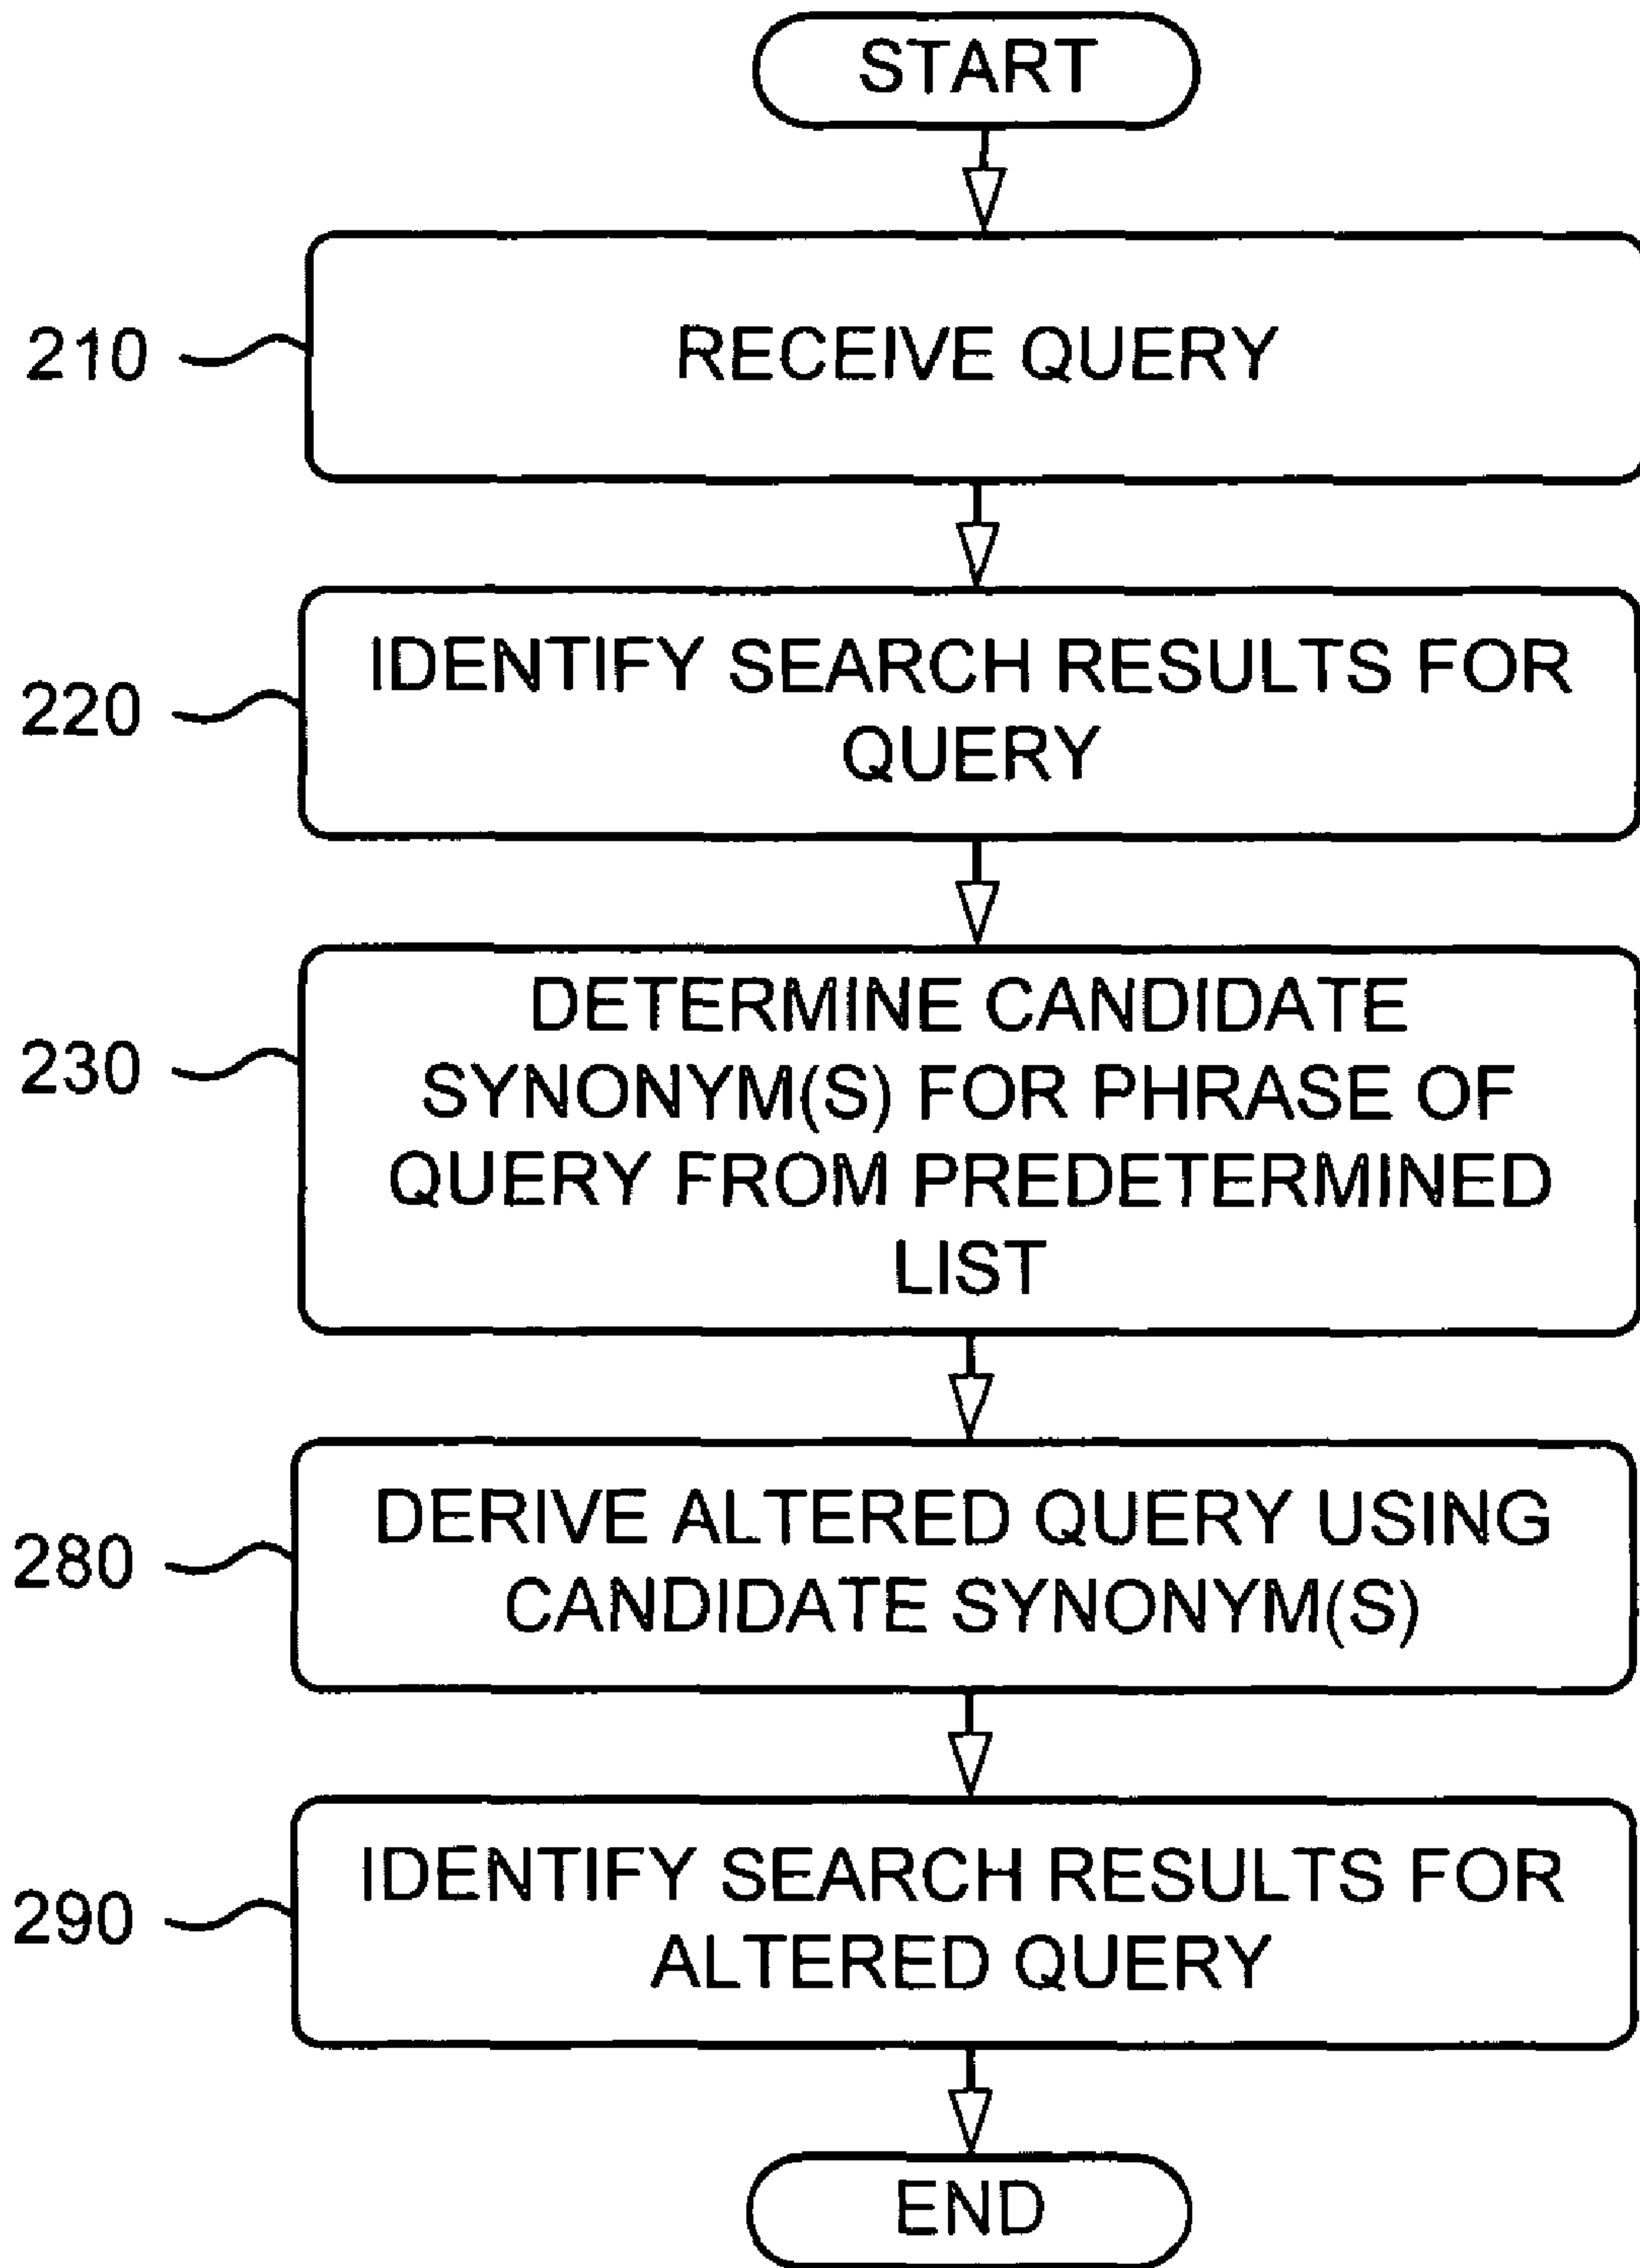 START
210
RECEIVE QUERY
220
IDENTIFY SEARCH RESULTS FOR
QUERY
230
DETERMINE CANDIDATE
SYNONYM(S) FOR PHRASE OF
QUERY FROM PREDETERMINED
LIST
280
DERIVE ALTERED QUERY USING
CANDIDATE SYNONYM(S)
290
IDENTIFY SEARCH RESULTS FOR
ALTERED QUERY
END